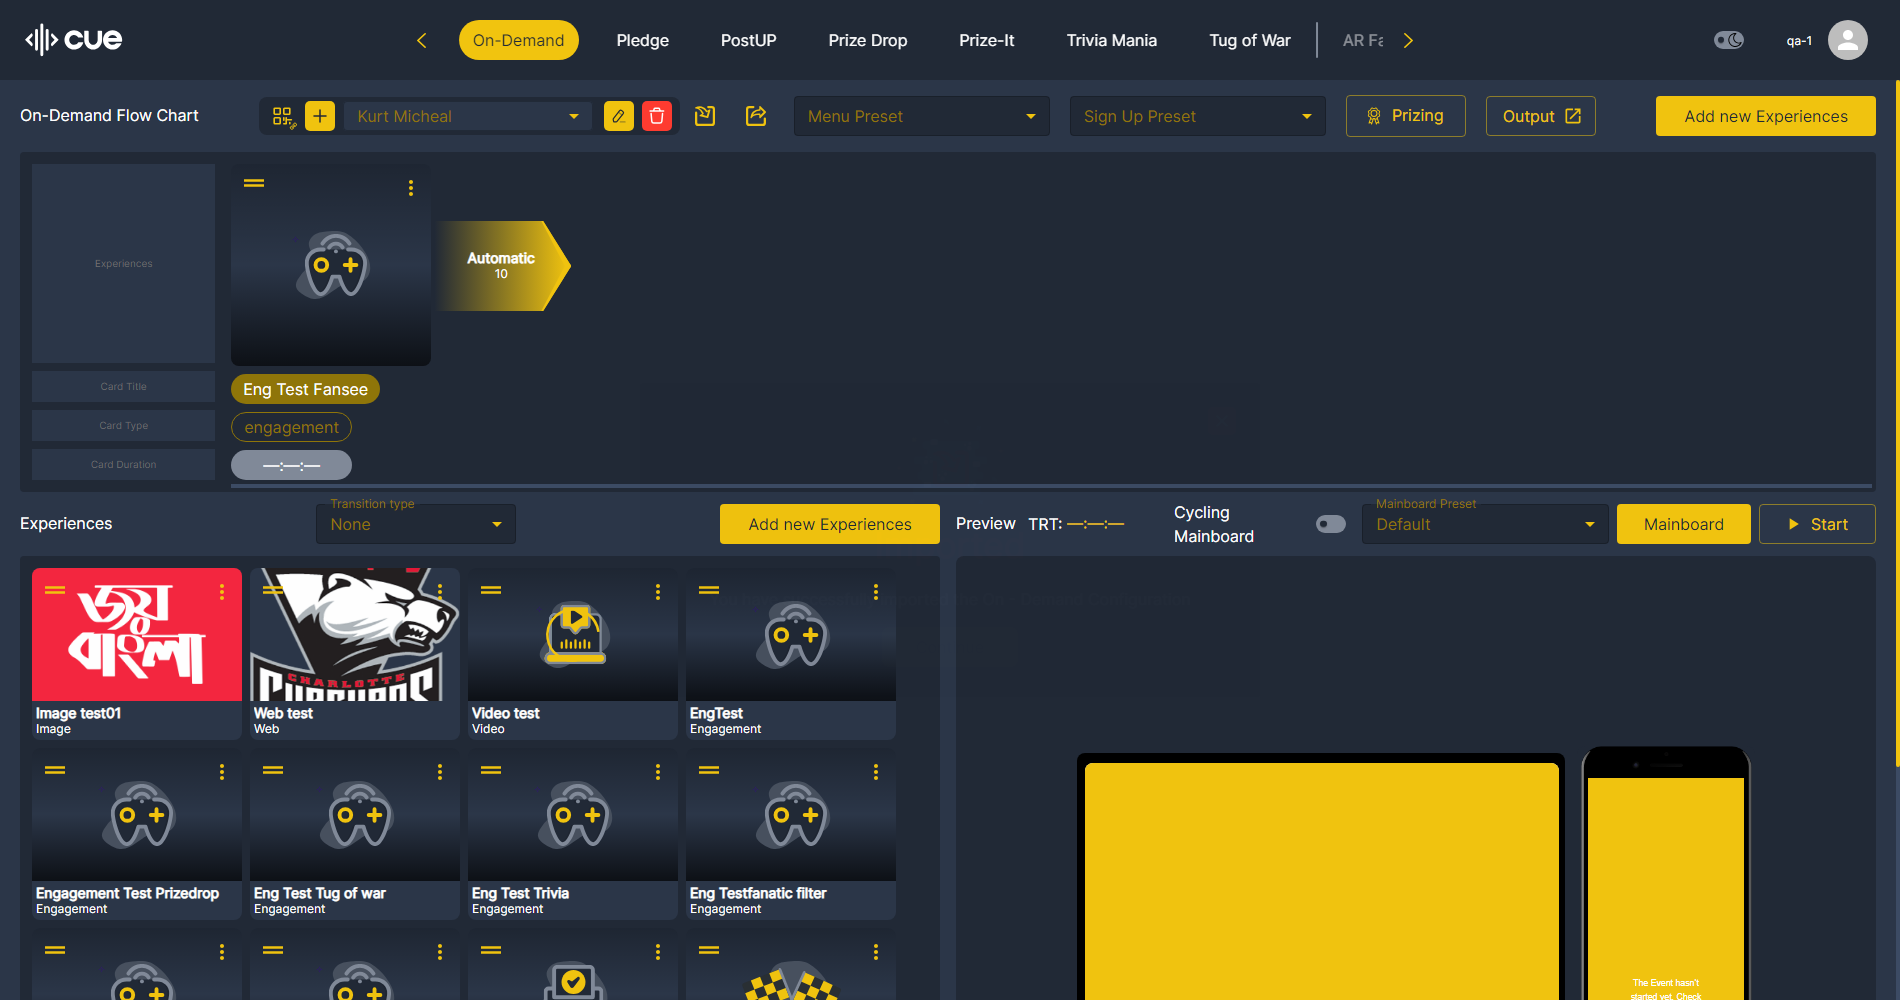 cue
On-Demand
Pledge
PostUP
Prize Drop
Prize-It
Trivia Mania
Tug of War
AR Fa
qa-1
On-Demand Flow Chart
Kurt Micheal
Menu Preset
Sign Up Preset
Prizing
Output
Add new Experiences
Experiences
Automatic
10
Card Title
Eng Test Fansee
Card Type
engagement
Card Duration
—:—:—
Experiences
Transition type
None
Add new Experiences
Preview
TRT: —:—:—
Cycling
Mainboard
Mainboard Preset
Default
Mainboard
Start
জয়
বাংলা
CHARLOTTE
Image test01
Image
Web test
Web
Video test
Video
EngTest
Engagement
Engagement Test Prizedrop
Engagement
Eng Test Tug of war
Engagement
Eng Test Trivia
Engagement
Eng Testfanatic filter
Engagement
The Event hasn't
started yet. Check